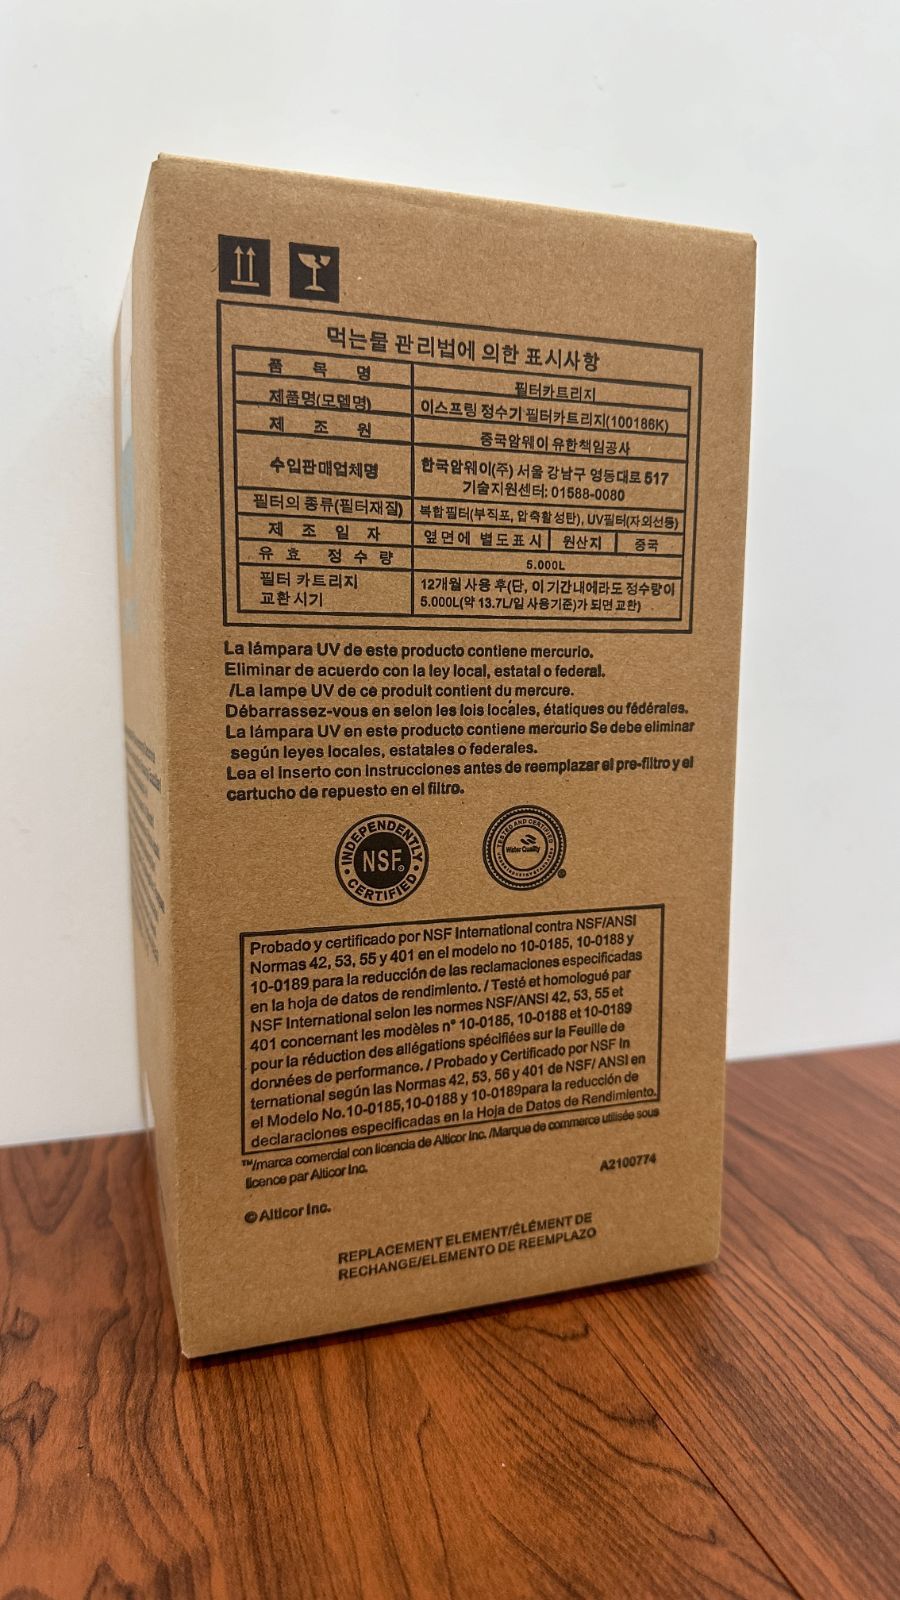 먹는물 관리법에 의한 표시사항
품 목 명 필터카트리지
제품명(모델명) 이스프링 정수기 필터카트리지(100186K)
제 조 원 중국암웨이 유한책임공사
수입판매업체명 한국암웨이(주) 서울 강남구 영동대로 517
기술지원센터: 01588-0080
필터의 종류(필터재질) 복합필터(부직포, 압축활성탄), UV필터(자외선등)
제 조 일 자 옆면에 별도표시 원산지 중국
유 효 정 수 량 5.000L
필터 카트리지 12개월 사용 후(단, 이 기간내에라도 정수량이
교환시기 5.000L(약 13.7L/일 사용기준)가 되면 교환)
La lámpara UV de este producto contiene mercurio.
Eliminar de acuerdo con la ley local, estatal o federal.
/La lampe UV de ce produit contient du mercure.
Débarrassez-vous en selon les lois locales, étatiques ou fédérales.
La lámpara UV en este producto contiene mercurio Se debe eliminar
según leyes locales, estatales o federales.
Lea el Inserto con Instrucciones antes de reemplazar el pre-filtro y el
cartucho de repuesto en el filtro.
INDEPENDENTLY
NSF®
CERTIFIED
TESTED AND CERTIFIED
Water Quality
Probado y certificado por NSF International contra NSF/ANSI
Normas 42, 53, 55 y 401 en el modelo no 10-0185, 10-0188 y
10-0189 para la reducción de las reclamaciones especificadas
en la hoja de datos de rendimiento. / Testé et homologué par
NSF International selon les normes NSF/ANSI 42, 53, 55 et
401 concernant les modèles n° 10-0185, 10-0188 et 10-0189
pour la réduction des allégations spécifiées sur la Feuille de
données de performance. / Probado y Certificado por NSF In
ternational según las Normas 42, 53, 56 y 401 de NSF/ ANSI en
el Modelo No.10-0185,10-0188 y 10-0189para la reducción de
declaraciones especificadas en la Hoja de Datos de Rendimiento.
™/marca comercial con licencia de Alticor Inc. /Marque de commerce utilisée sous
licence par Alticor Inc.
A2100774
© Alticor Inc.
REPLACEMENT ELEMENT/ÉLÉMENT DE
RECHANGE/ELEMENTO DE REEMPLAZO